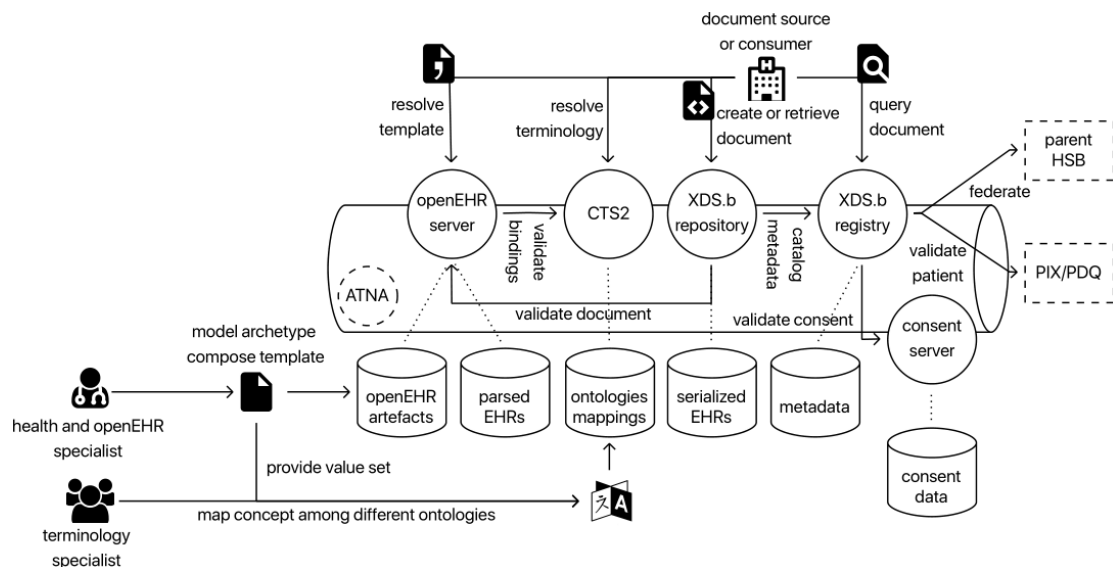 document source
or consumer
resolve
template
resolve
terminology
create or retrieve
document
query
document
parent
HSB
federate
openEHR
server
validate
bindings
CTS2
XDS.b
repository
catalog
metadata
XDS.b
registry
validate
patient
PIX/PDQ
ATNA
validate document
validate consent
consent
server
model archetype
compose template
health and openEHR
specialist
openEHR
artefacts
parsed
EHRs
ontologies
mappings
serialized
EHRs
metadata
consent
data
provide value set
map concept among different ontologies
terminology
specialist
H
A